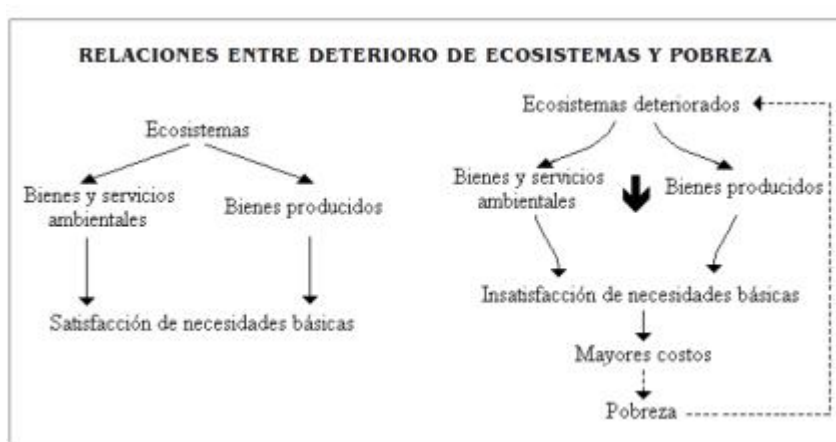 RELACIONES ENTRE DETERIORO DE ECOSISTEMAS Y POBREZA
Ecosistemas
Bienes y servicios
ambientales
Bienes producidos
Satisfacción de necesidades básicas
Ecosistemas deteriorados
Bienes y servicios
ambientales
Bienes producidos
Insatisfacción de necesidades básicas
Mayores costos
Pobreza